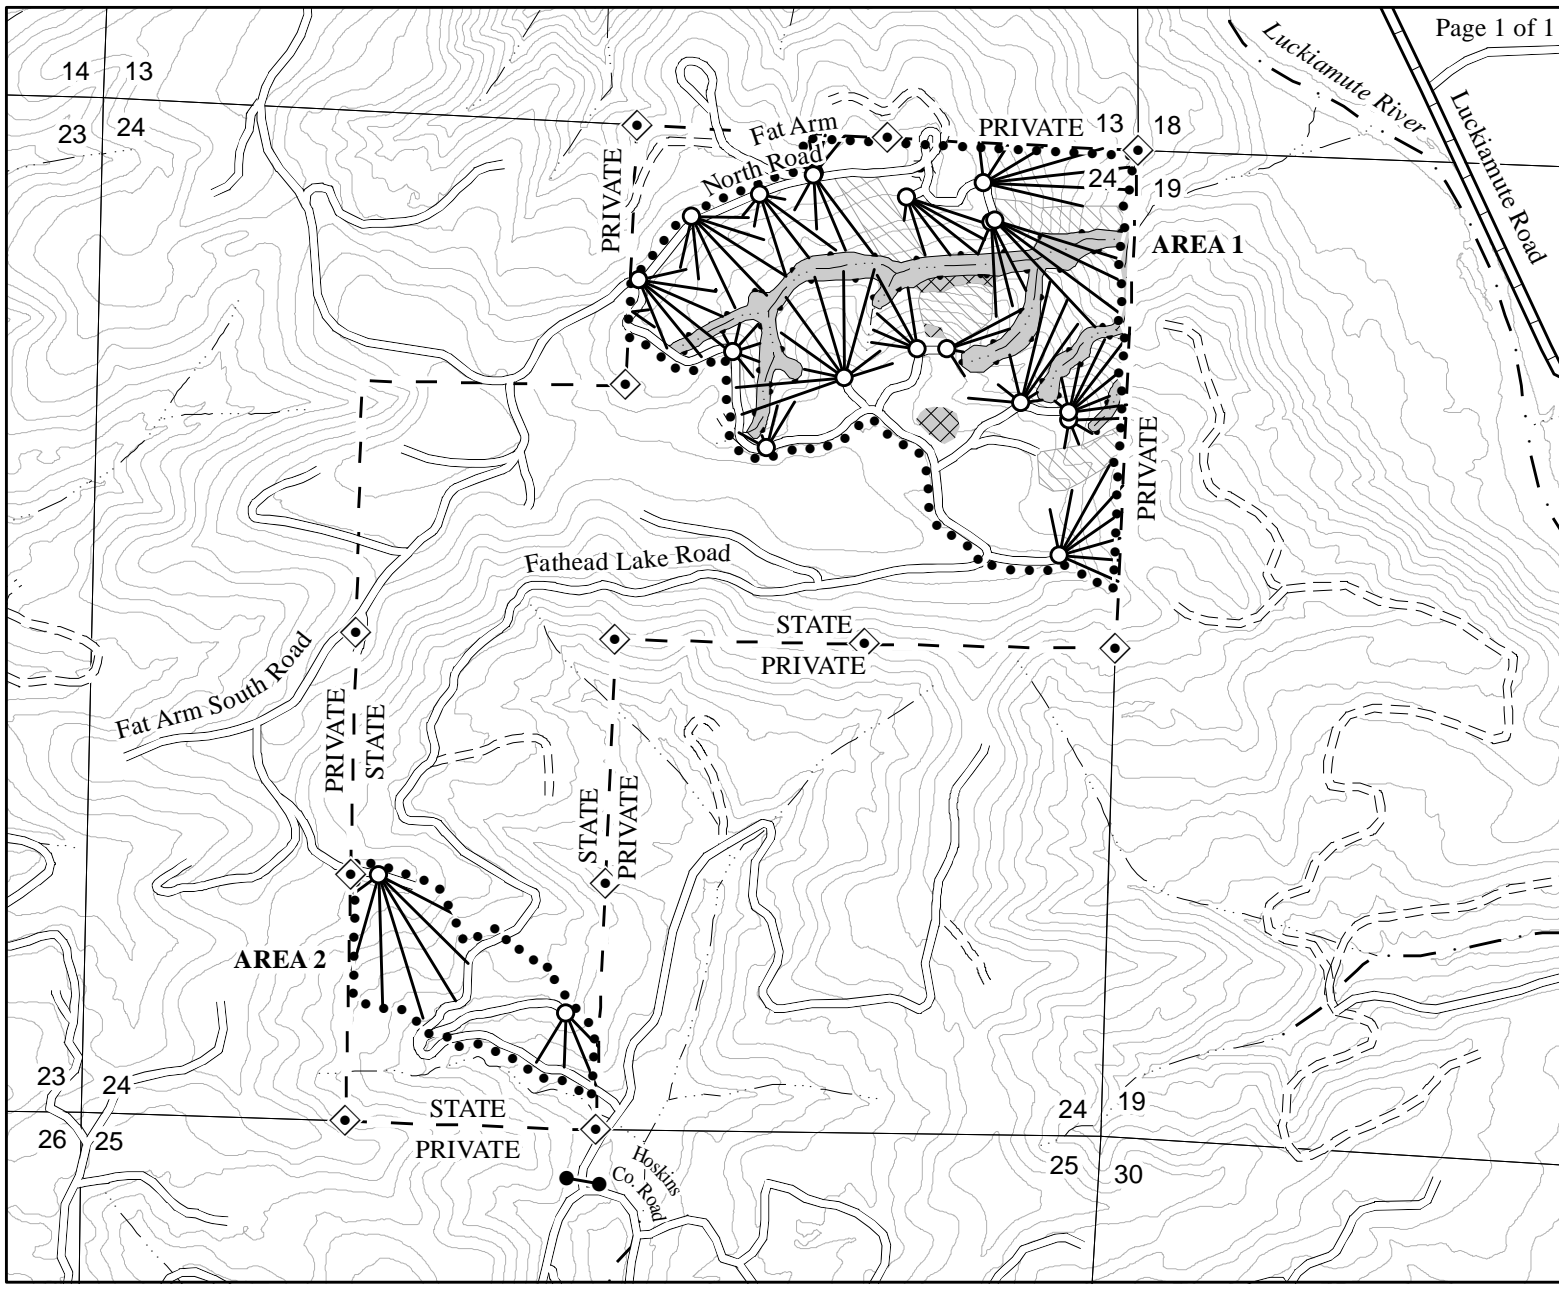 Page 1 of 1
14 13
23 24
Luckiamute River
Luckiamute Road
Fat Arm
North Road
PRIVATE
PRIVATE
13 18
24 19
AREA 1
PRIVATE
Fathead Lake Road
STATE
PRIVATE
Fat Arm South Road
PRIVATE
STATE
STATE
PRIVATE
AREA 2
23 24
26 25
STATE
PRIVATE
24 19
25 30
Hoskins
Co. Road